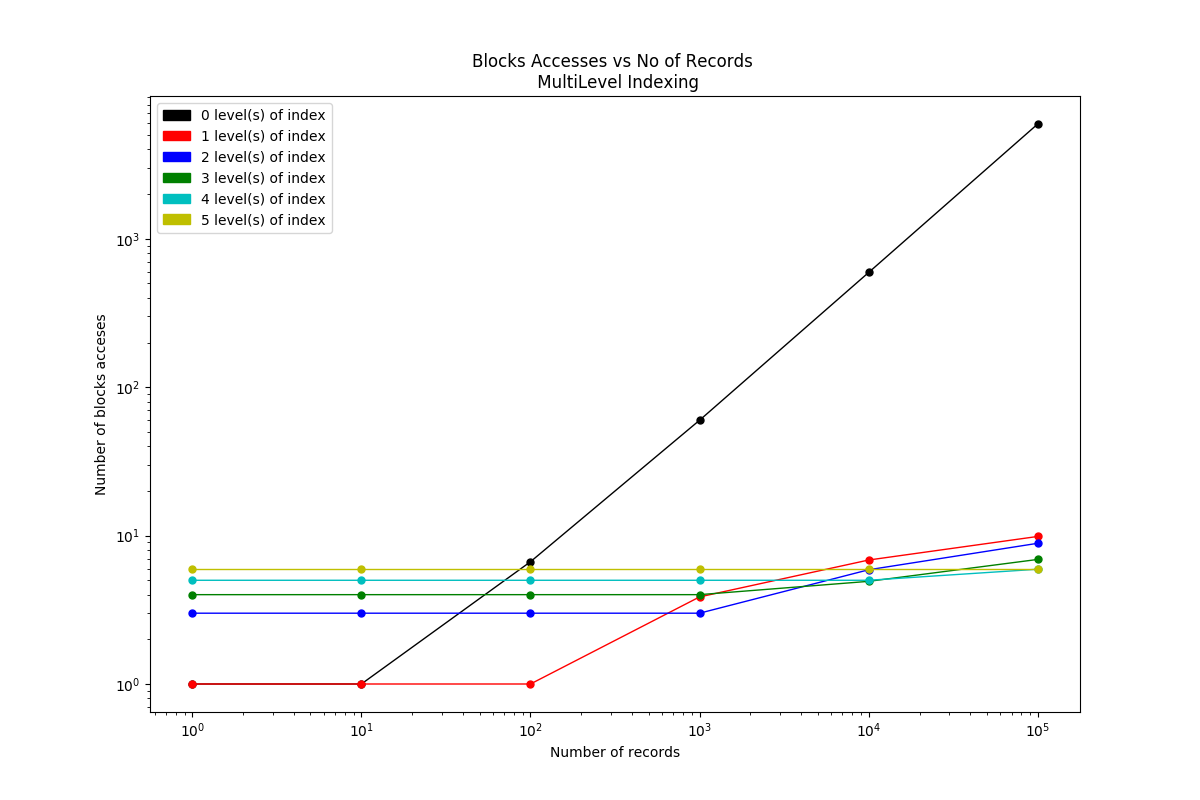 Blocks Accesses vs No of Records
MultiLevel Indexing
0 level(s) of index
1 level(s) of index
2 level(s) of index
3 level(s) of index
4 level(s) of index
5 level(s) of index
Number of blocks acceses
10³
10²
10¹
10⁰
10⁰ 10¹ 10² 10³ 10⁴ 10⁵
Number of records